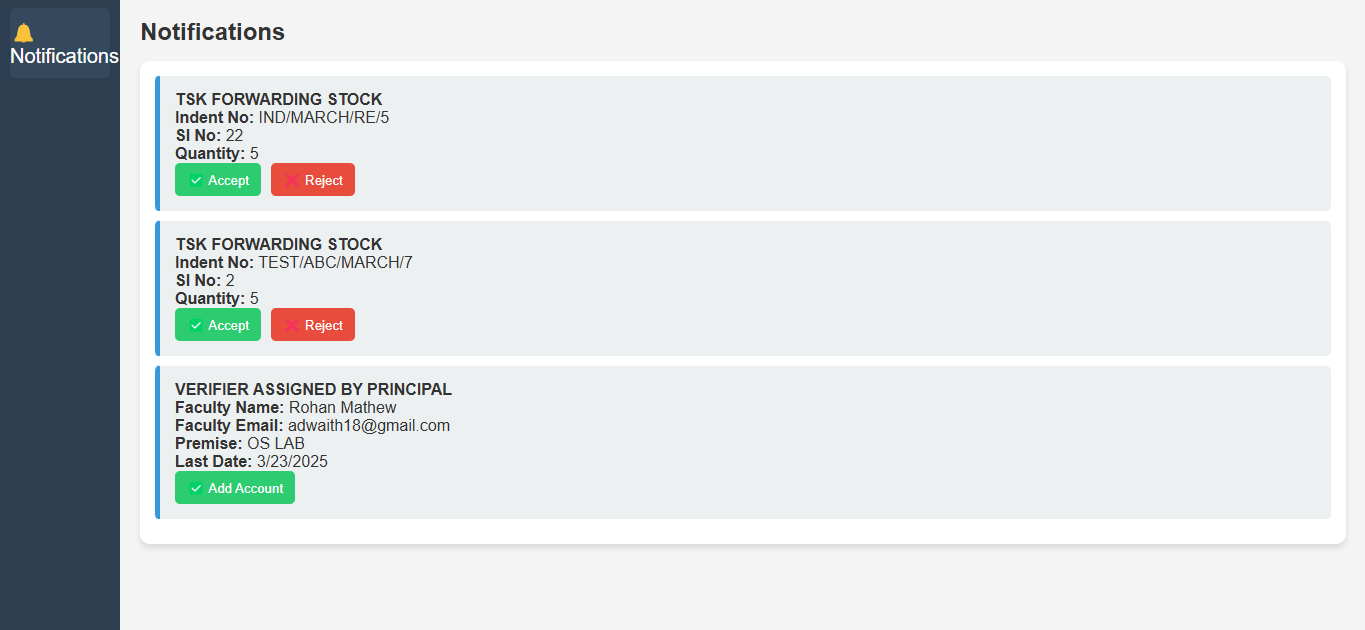 Notifications
Notifications
TSK FORWARDING STOCK
Indent No: IND/MARCH/RE/5
SI No: 22
Quantity: 5
Accept
Reject
TSK FORWARDING STOCK
Indent No: TEST/ABC/MARCH/7
SI No: 2
Quantity: 5
Accept
Reject
VERIFIER ASSIGNED BY PRINCIPAL
Faculty Name: Rohan Mathew
Faculty Email: adwaith18@gmail.com
Premise: OS LAB
Last Date: 3/23/2025
Add Account